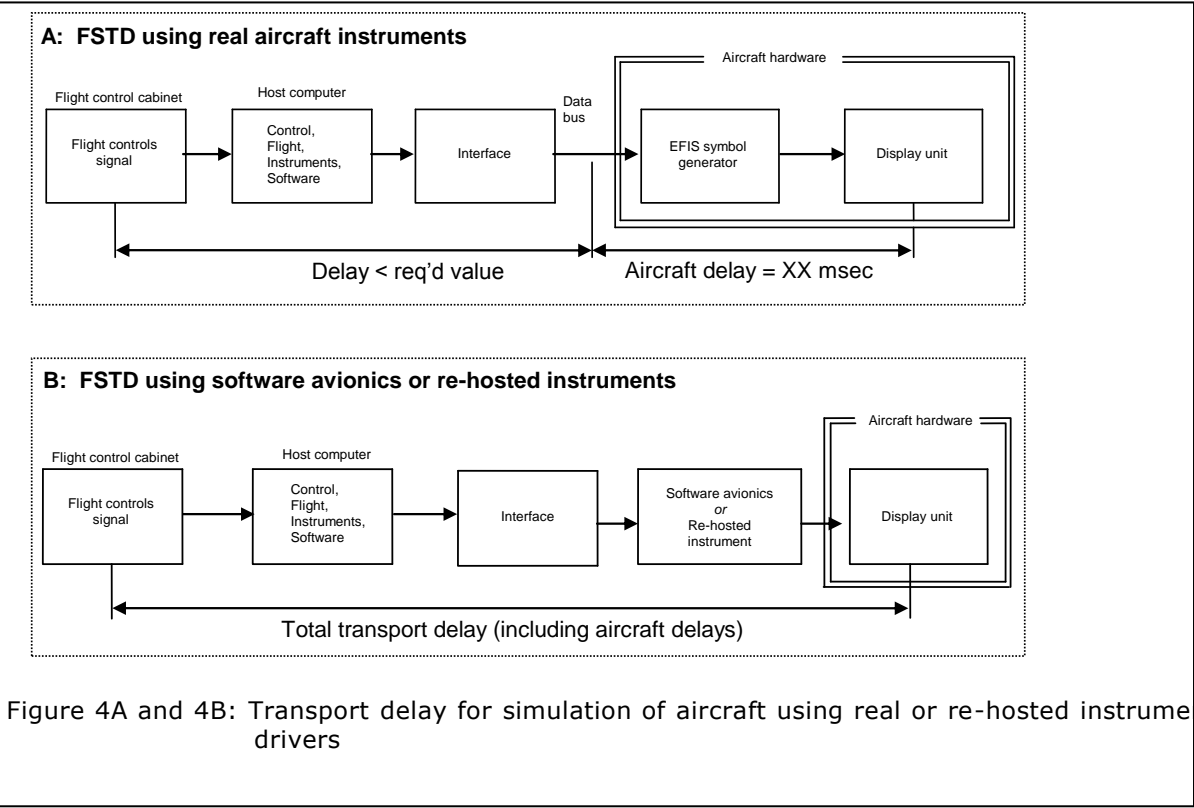 A: FSTD using real aircraft instruments
Aircraft hardware
Flight control cabinet
Host computer
Data
bus
Flight controls
signal
Control,
Flight,
Instruments,
Software
Interface
EFIS symbol
generator
Display unit
Delay < req'd value
Aircraft delay = XX msec
B: FSTD using software avionics or re-hosted instruments
Aircraft hardware
Flight control cabinet
Host computer
Flight controls
signal
Control,
Flight,
Instruments,
Software
Interface
Software avionics
or
Re-hosted
instrument
Display unit
Total transport delay (including aircraft delays)
Figure 4A and 4B: Transport delay for simulation of aircraft using real or re-hosted instrume
drivers